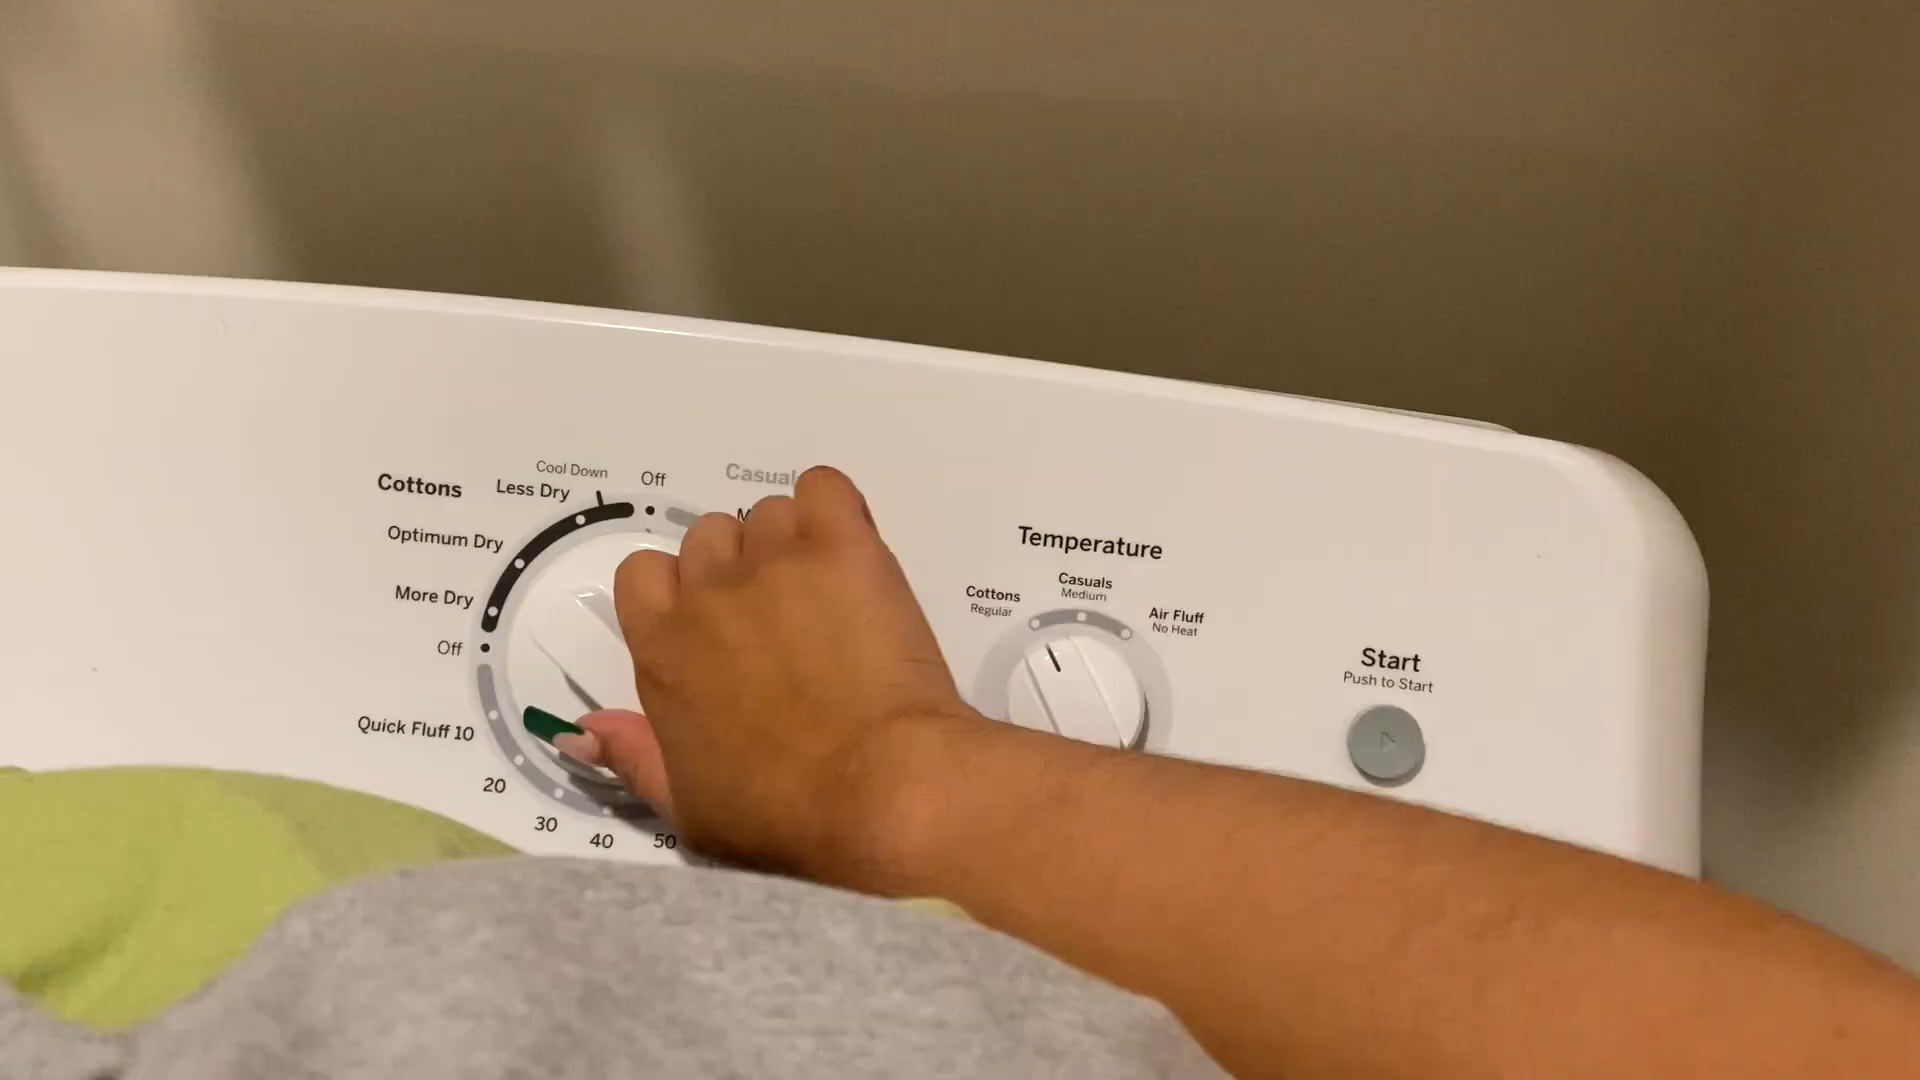 Cottons
Cool Down
Less Dry
Off
Casual
Optimum Dry
More Dry
Off
Quick Fluff 10
20
30
40
50
Temperature
Cottons
Regular
Casuals
Medium
Air Fluff
No Heat
Start
Push to Start